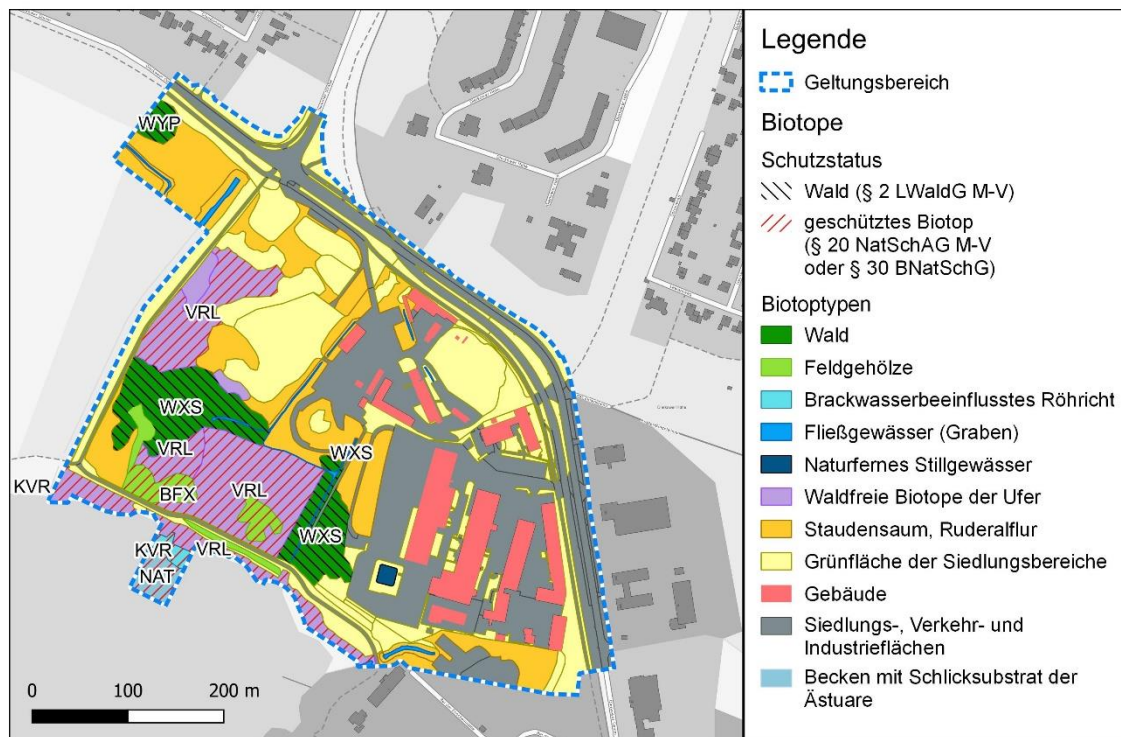 WYP
VRL
WXS
VRL
WXS
KVR
BFX
VRL
WXS
KVR
VRL
NAT
0 100 200 m
Legende
Geltungsbereich
Biotope
Schutzstatus
Wald (§ 2 LWaldG M-V)
geschütztes Biotop
(§ 20 NatSchAG M-V
oder § 30 BNatSchG)
Biotoptypen
Wald
Feldgehölze
Brackwasserbeeinflusstes Röhricht
Fließgewässer (Graben)
Naturfernes Stillgewässer
Waldfreie Biotope der Ufer
Staudensaum, Ruderalflur
Grünfläche der Siedlungsbereiche
Gebäude
Siedlungs-, Verkehr- und
Industrieflächen
Becken mit Schlicksubstrat der
Ästuare